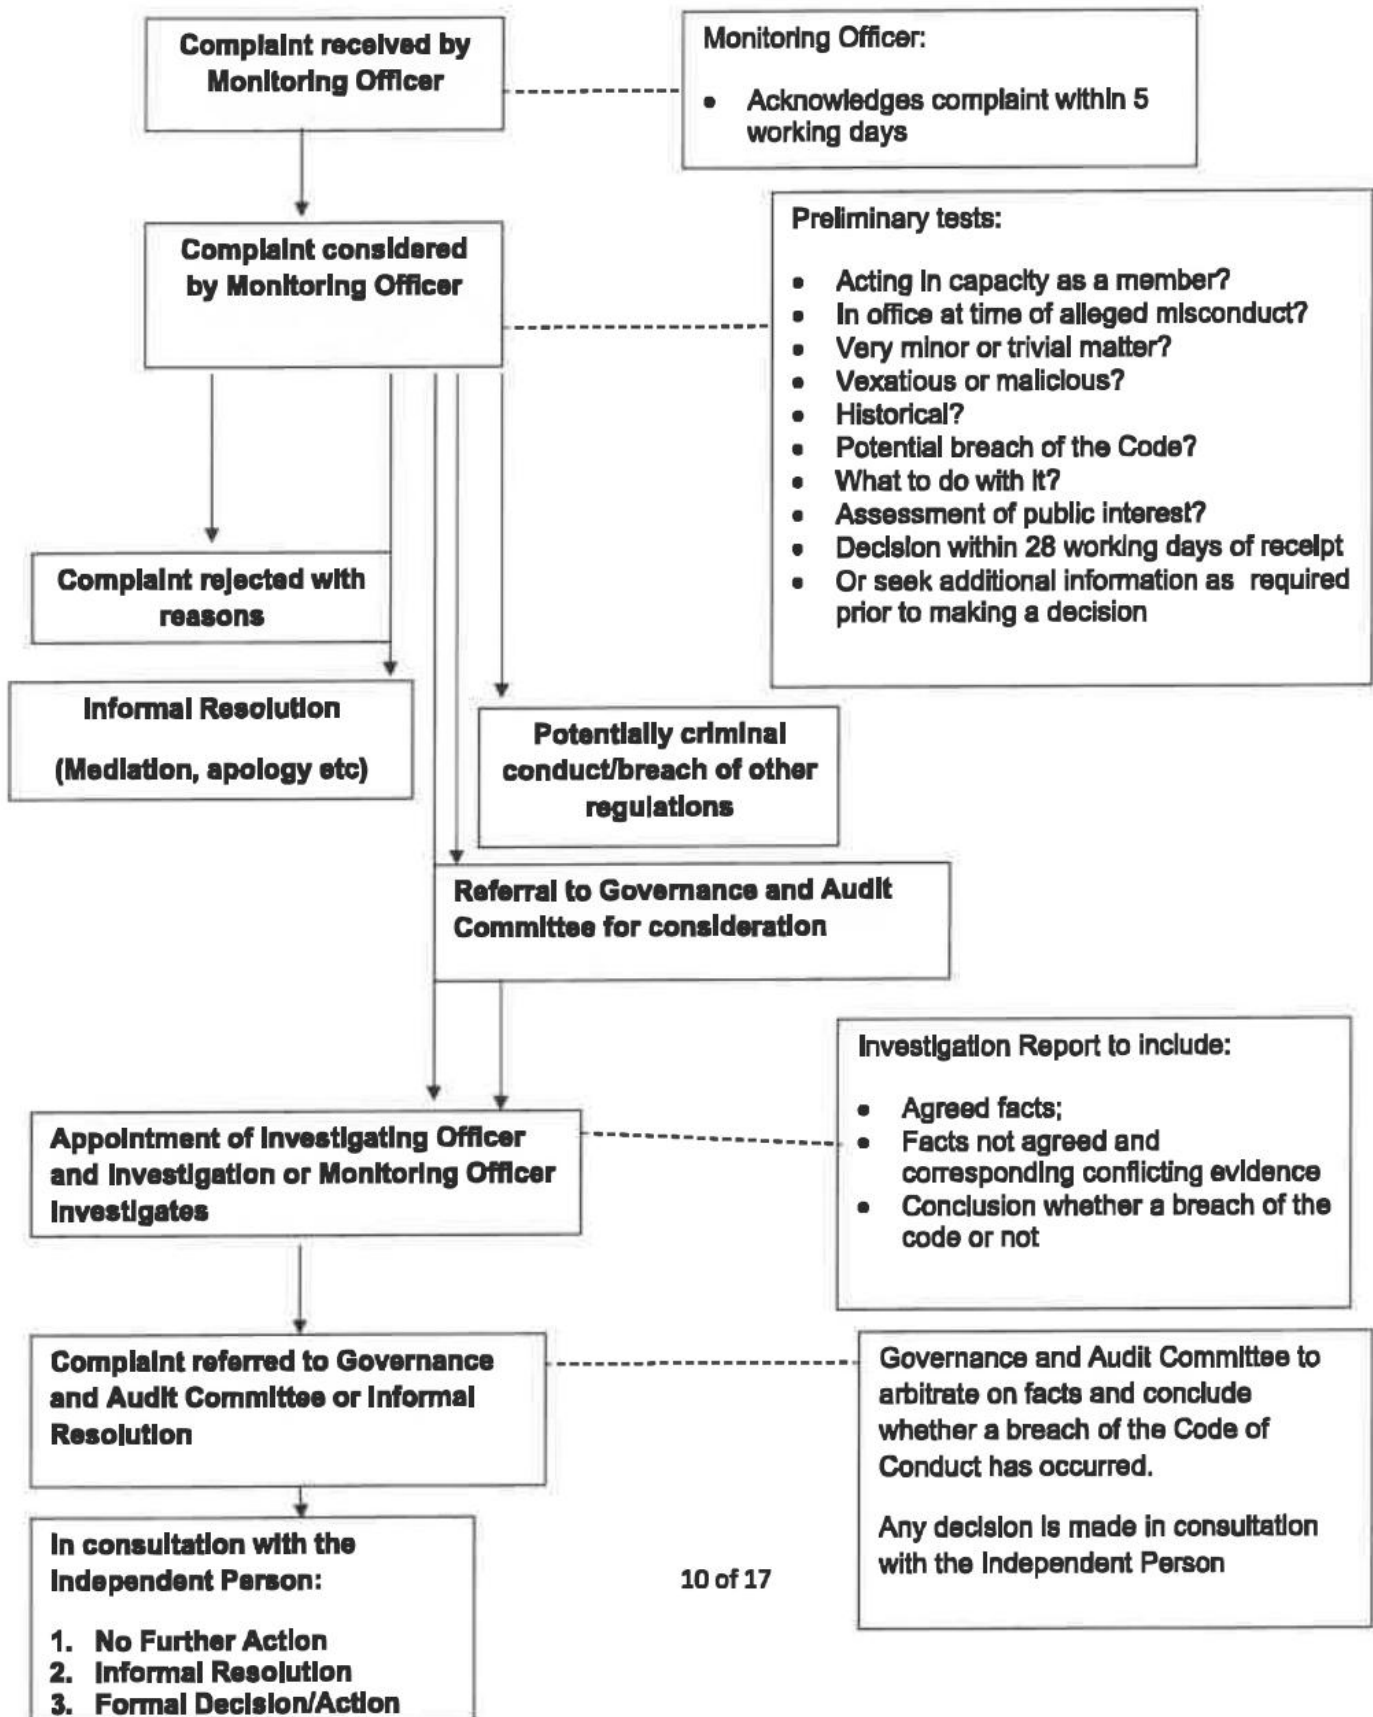 Complaint received by
Monitoring Officer
Monitoring Officer:
• Acknowledges complaint within 5
working days
Complaint considered
by Monitoring Officer
Preliminary tests:
• Acting in capacity as a member?
• In office at time of alleged misconduct?
• Very minor or trivial matter?
• Vexatious or malicious?
• Historical?
• Potential breach of the Code?
• What to do with it?
• Assessment of public interest?
• Decision within 28 working days of receipt
• Or seek additional information as required
prior to making a decision
Complaint rejected with
reasons
Informal Resolution
(Mediation, apology etc)
Potentially criminal
conduct/breach of other
regulations
Referral to Governance and Audit
Committee for consideration
Appointment of Investigating Officer
and Investigation or Monitoring Officer
Investigates
Investigation Report to include:
• Agreed facts;
• Facts not agreed and
corresponding conflicting evidence
• Conclusion whether a breach of the
code or not
Complaint referred to Governance
and Audit Committee or Informal
Resolution
Governance and Audit Committee to
arbitrate on facts and conclude
whether a breach of the Code of
Conduct has occurred.
Any decision is made in consultation
with the Independent Person
In consultation with the
Independent Person:
1. No Further Action
2. Informal Resolution
3. Formal Decision/Action
10 of 17